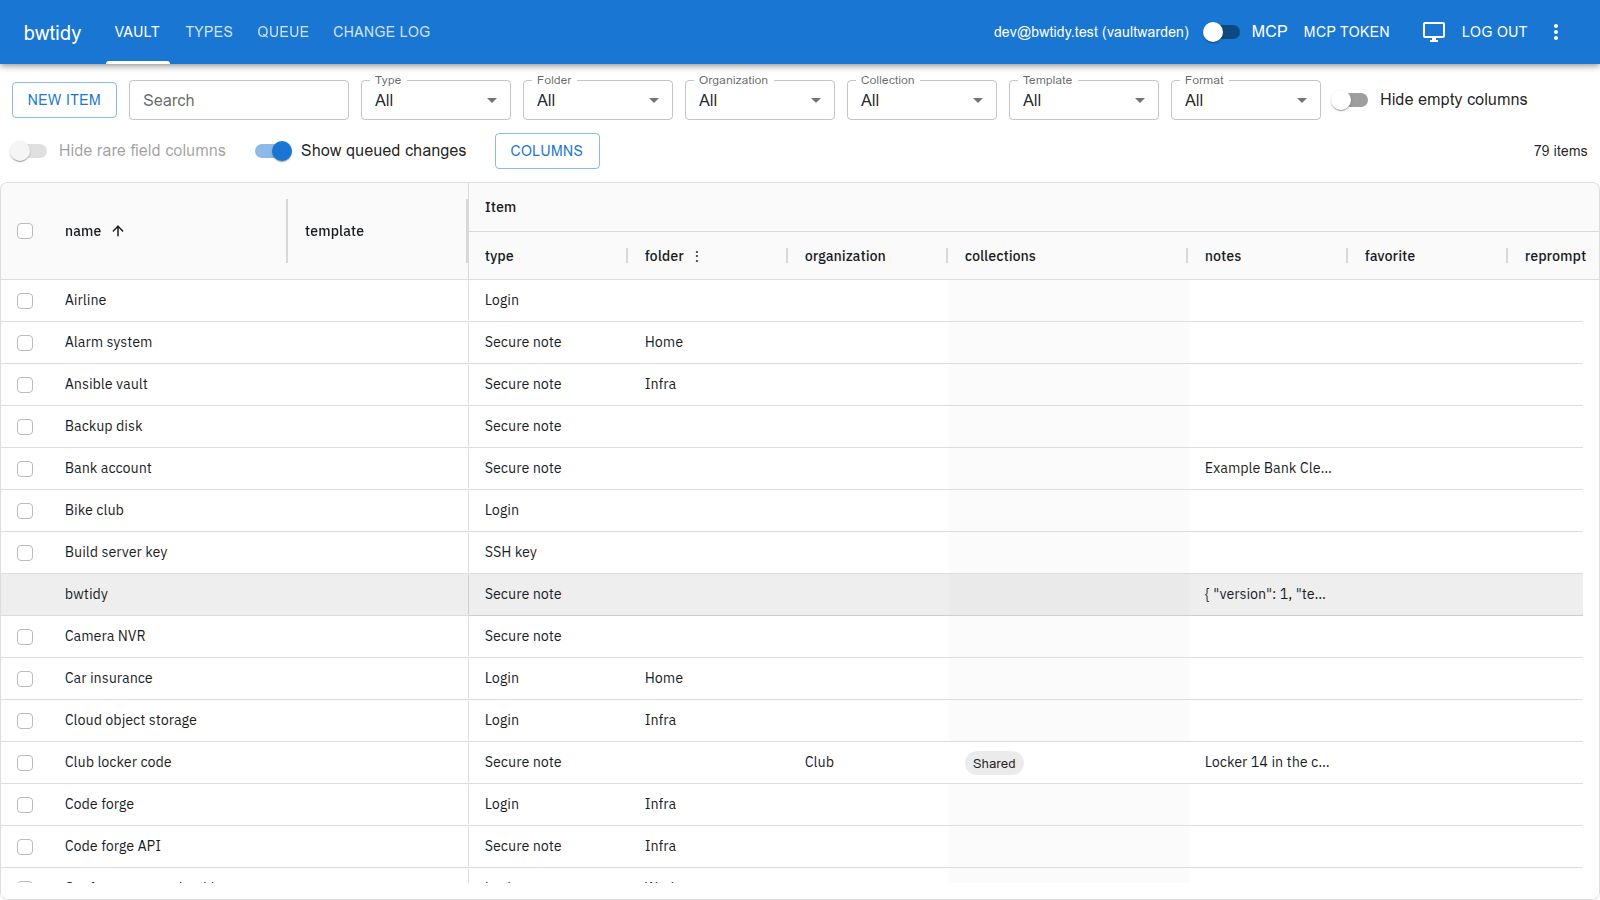 bwtidy VAULT TYPES QUEUE CHANGE LOG dev@bwtidy.test (vaultwarden) MCP MCP TOKEN LOG OUT
NEW ITEM Search Type All Folder All Organization All Collection All Template All Format All Hide empty columns
Hide rare field columns Show queued changes COLUMNS 79 items
Item
name template
type folder organization collections notes favorite reprompt
Airline Login
Alarm system Secure note Home
Ansible vault Secure note Infra
Backup disk Secure note
Bank account Secure note Example Bank Cle...
Bike club Login
Build server key SSH key
bwtidy Secure note { "version": 1, "te...
Camera NVR Secure note
Car insurance Login Home
Cloud object storage Login Infra
Club locker code Secure note Club Shared Locker 14 in the c...
Code forge Login Infra
Code forge API Secure note Infra